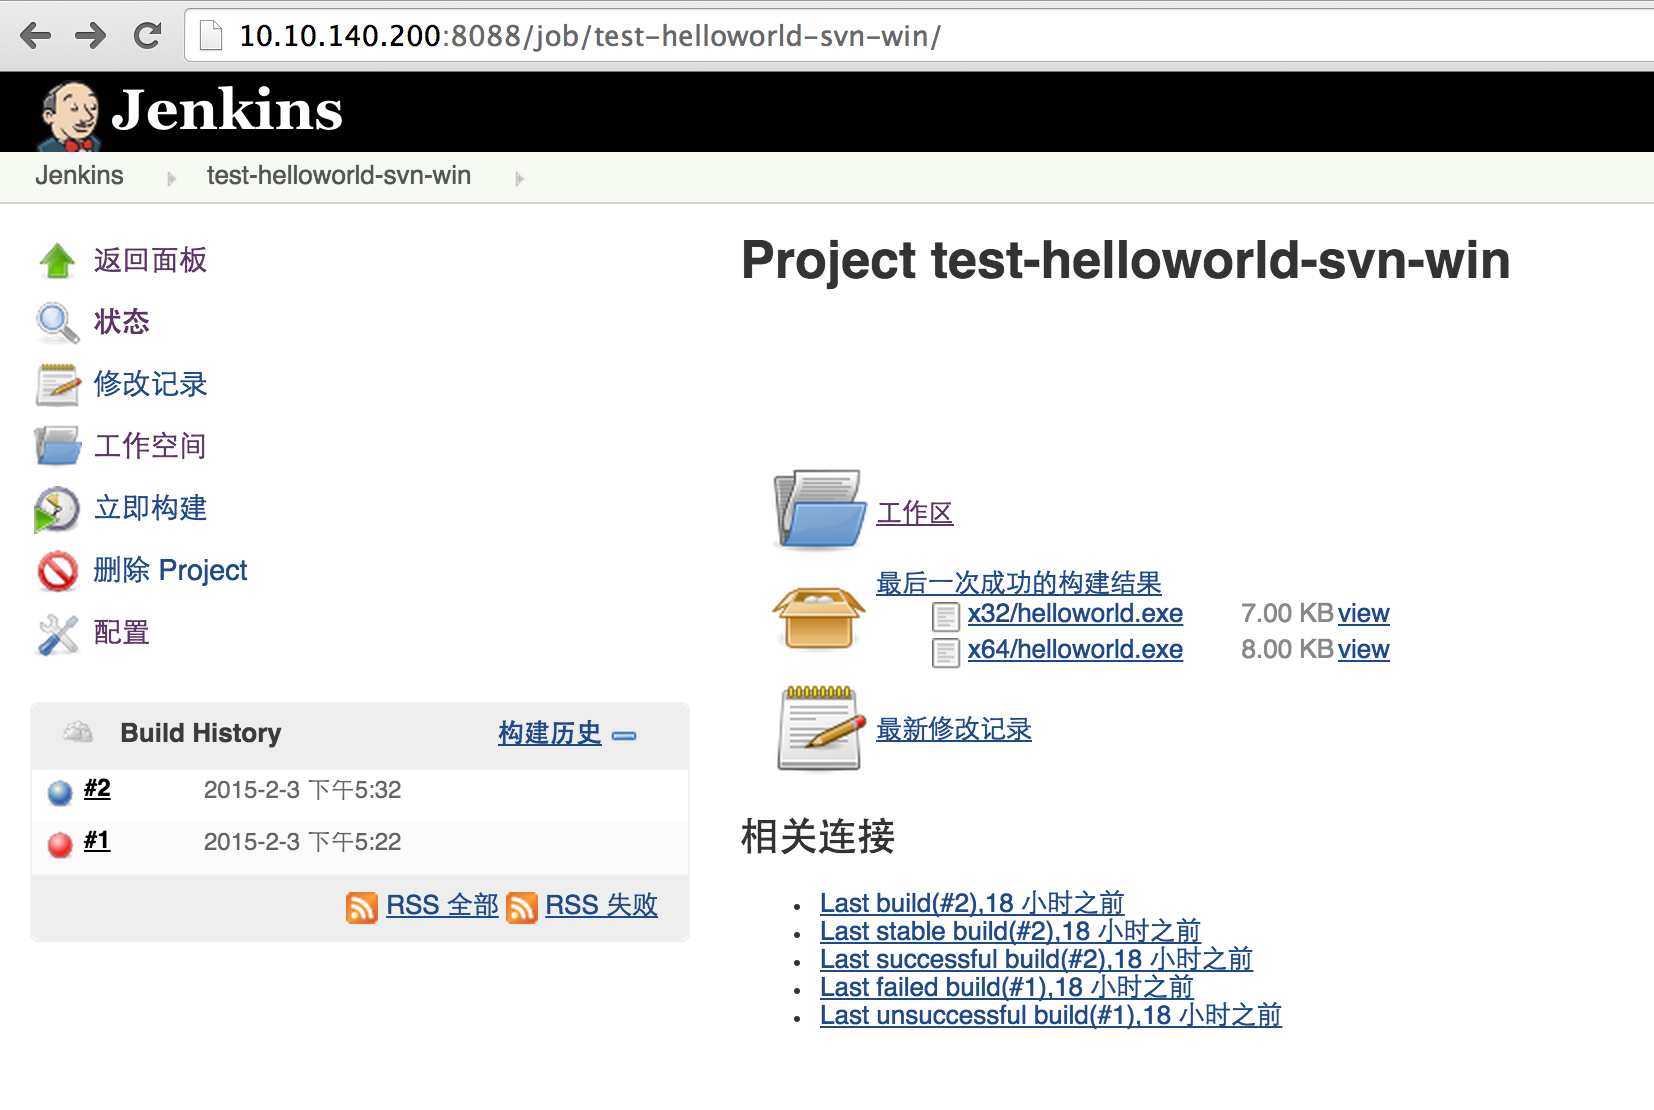 10.10.140.200:8088/job/test-helloworld-svn-win/
Jenkins
Jenkins test-helloworld-svn-win
返回面板
状态
修改记录
工作空间
立即构建
删除 Project
配置
Build History 构建历史
#2 2015-2-3 下午5:32
#1 2015-2-3 下午5:22
RSS 全部 RSS 失败
Project test-helloworld-svn-win
工作区
最后一次成功的构建结果
x32/helloworld.exe 7.00 KB view
x64/helloworld.exe 8.00 KB view
最新修改记录
相关连接
Last build(#2),18 小时之前
Last stable build(#2),18 小时之前
Last successful build(#2),18 小时之前
Last failed build(#1),18 小时之前
Last unsuccessful build(#1),18 小时之前